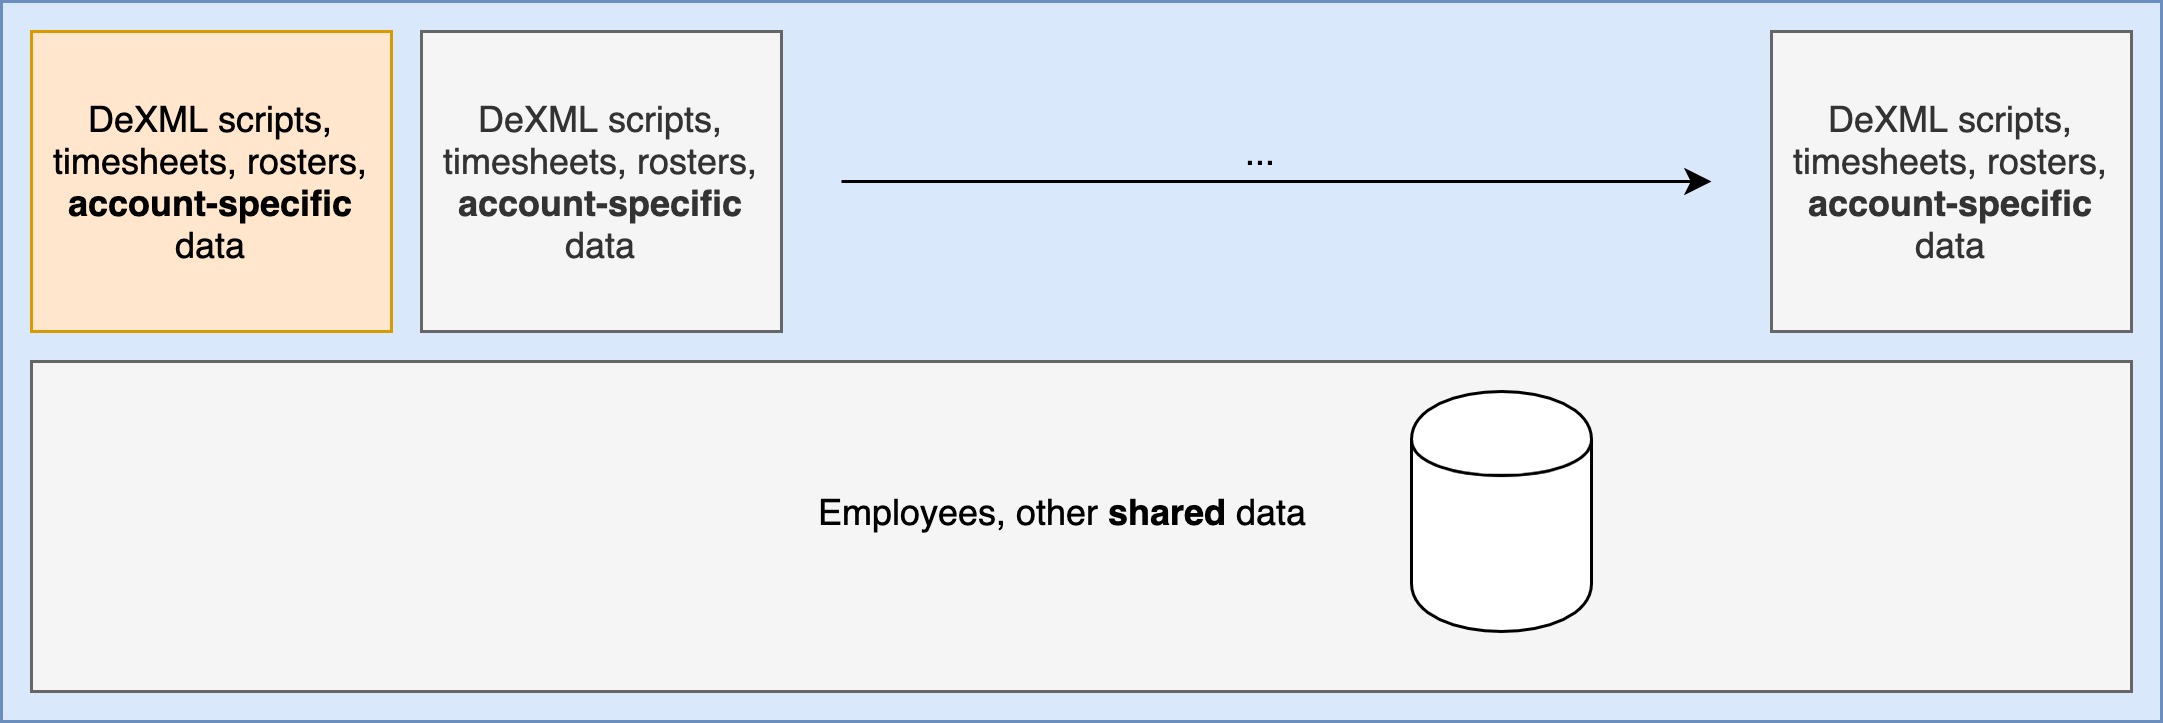 DeXML scripts,
timesheets, rosters,
account-specific
data
DeXML scripts,
timesheets, rosters,
account-specific
data
...
DeXML scripts,
timesheets, rosters,
account-specific
data
Employees, other shared data